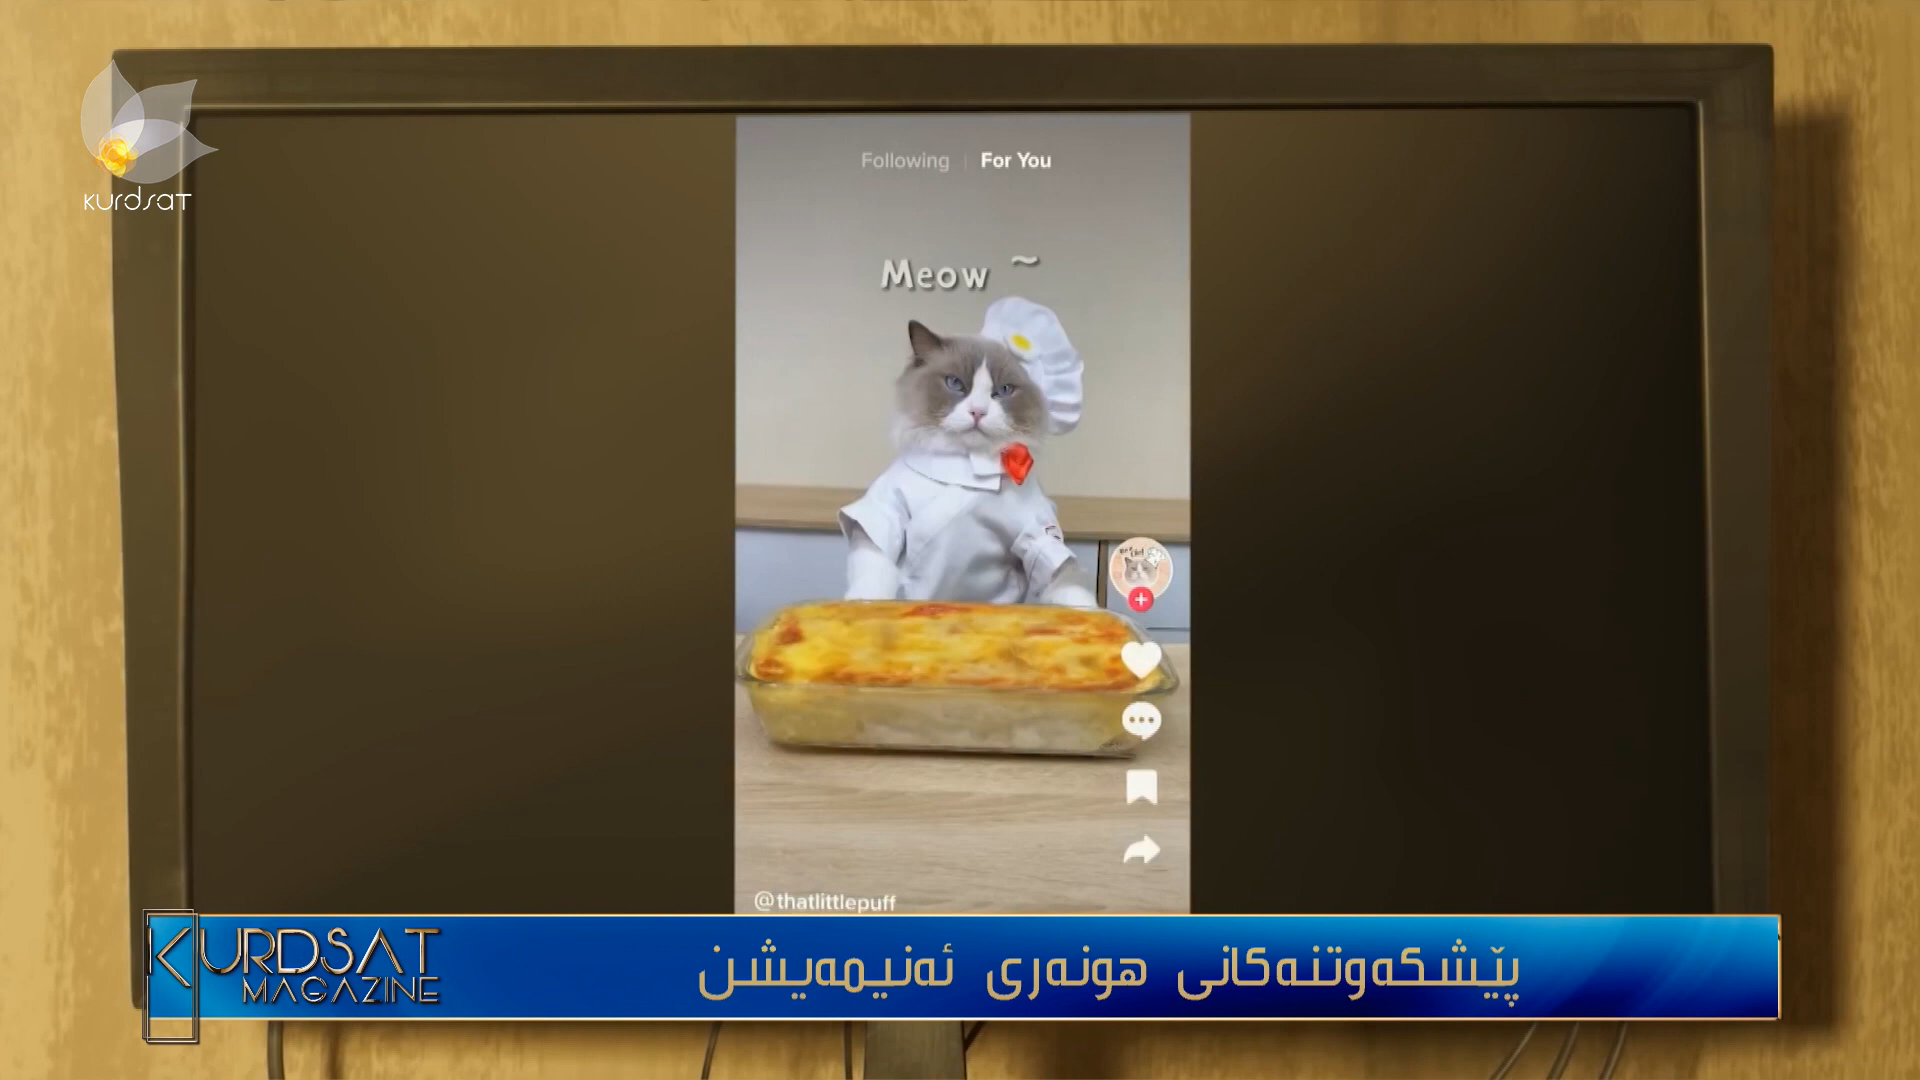 kurdsat
Following | For You
Meow ~
@thatlittlepuff
KURDSAT
MAGAZINE
پێشکەوتنەکانی هونەری ئەنیمەیشن